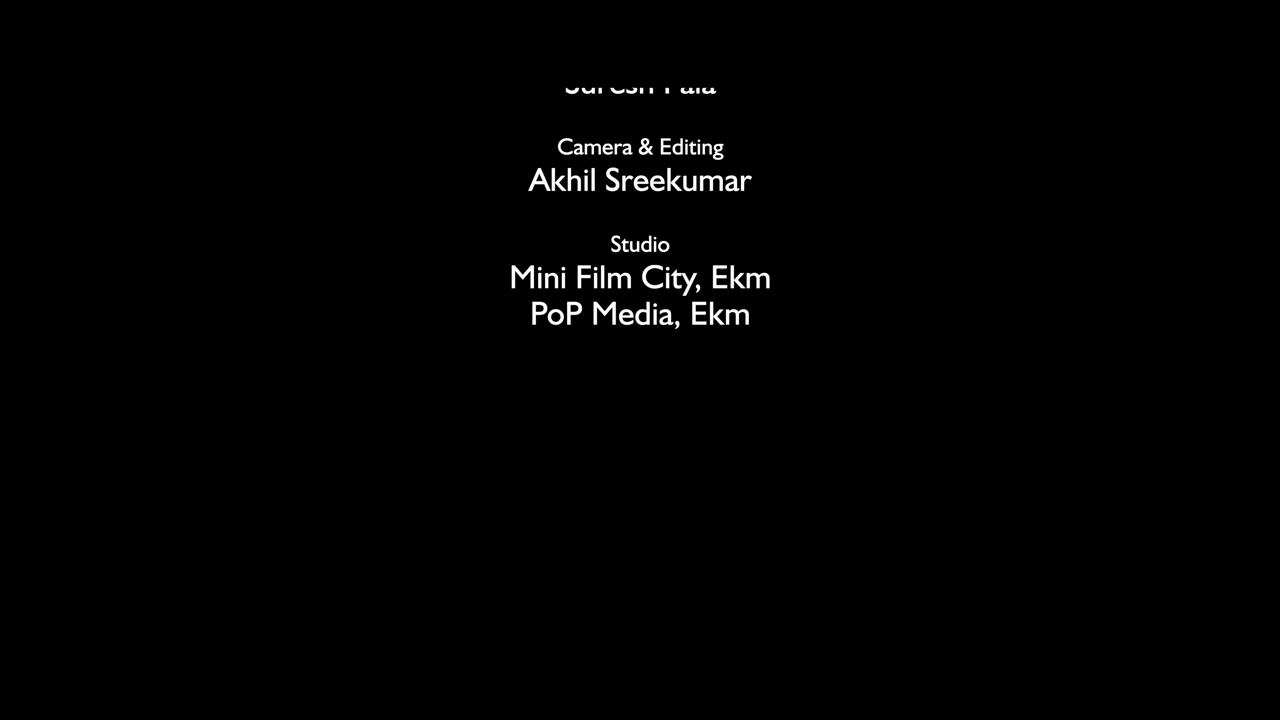 Camera & Editing
Akhil Sreekumar
Studio
Mini Film City, Ekm
PoP Media, Ekm